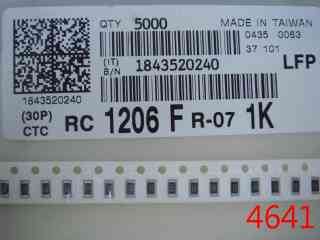 QTY 5000
MADE IN TAIWAN
0435 0063
37 101
(1T)
B/N 1843520240
LFP
1843520240
(30P)
CTC
RC 1206 F R-07 1K
4641